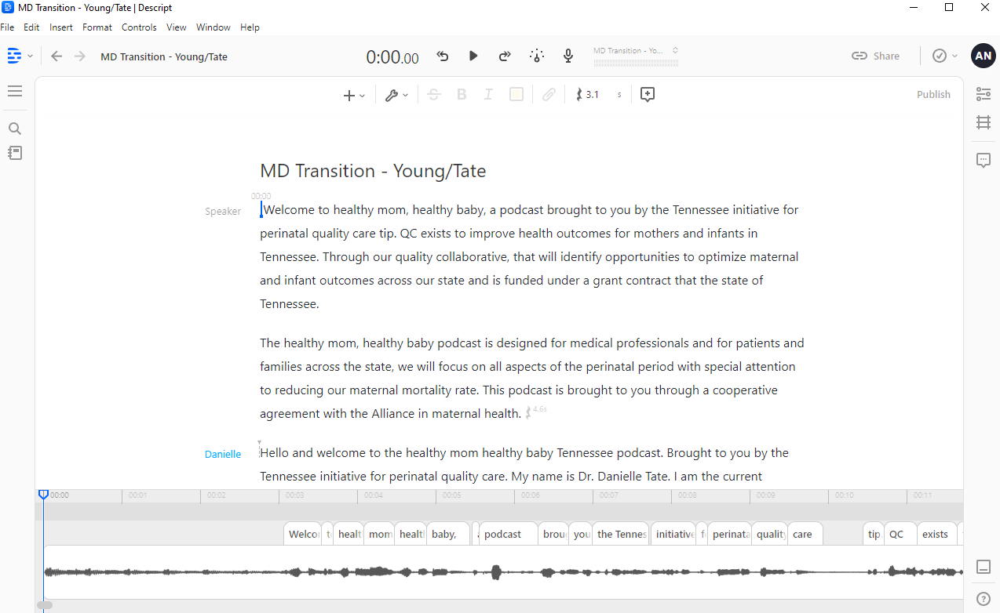 MD Transition - Young/Tate | Descript
File Edit Insert Format Controls View Window Help
MD Transition - Young/Tate
0:00.00
MD Transition - Yo...
Share
AN
3.1 s
Publish
MD Transition - Young/Tate
00:00
Speaker
Welcome to healthy mom, healthy baby, a podcast brought to you by the Tennessee initiative for
perinatal quality care tip. QC exists to improve health outcomes for mothers and infants in
Tennessee. Through our quality collaborative, that will identify opportunities to optimize maternal
and infant outcomes across our state and is funded under a grant contract that the state of
Tennessee.
The healthy mom, healthy baby podcast is designed for medical professionals and for patients and
families across the state, we will focus on all aspects of the perinatal period with special attention
to reducing our maternal mortality rate. This podcast is brought to you through a cooperative
agreement with the Alliance in maternal health. 4.6s
Danielle
Hello and welcome to the healthy mom healthy baby Tennessee podcast. Brought to you by the
Tennessee initiative for perinatal quality care. My name is Dr. Danielle Tate. I am the current
00:00 00:01 00:02 00:03 00:04 00:05 00:06 00:07 00:08 00:09 00:10 00:11
Welco t healt mom healt baby, podcast brou you the Tennes initiative f perinata quality care tip QC exists